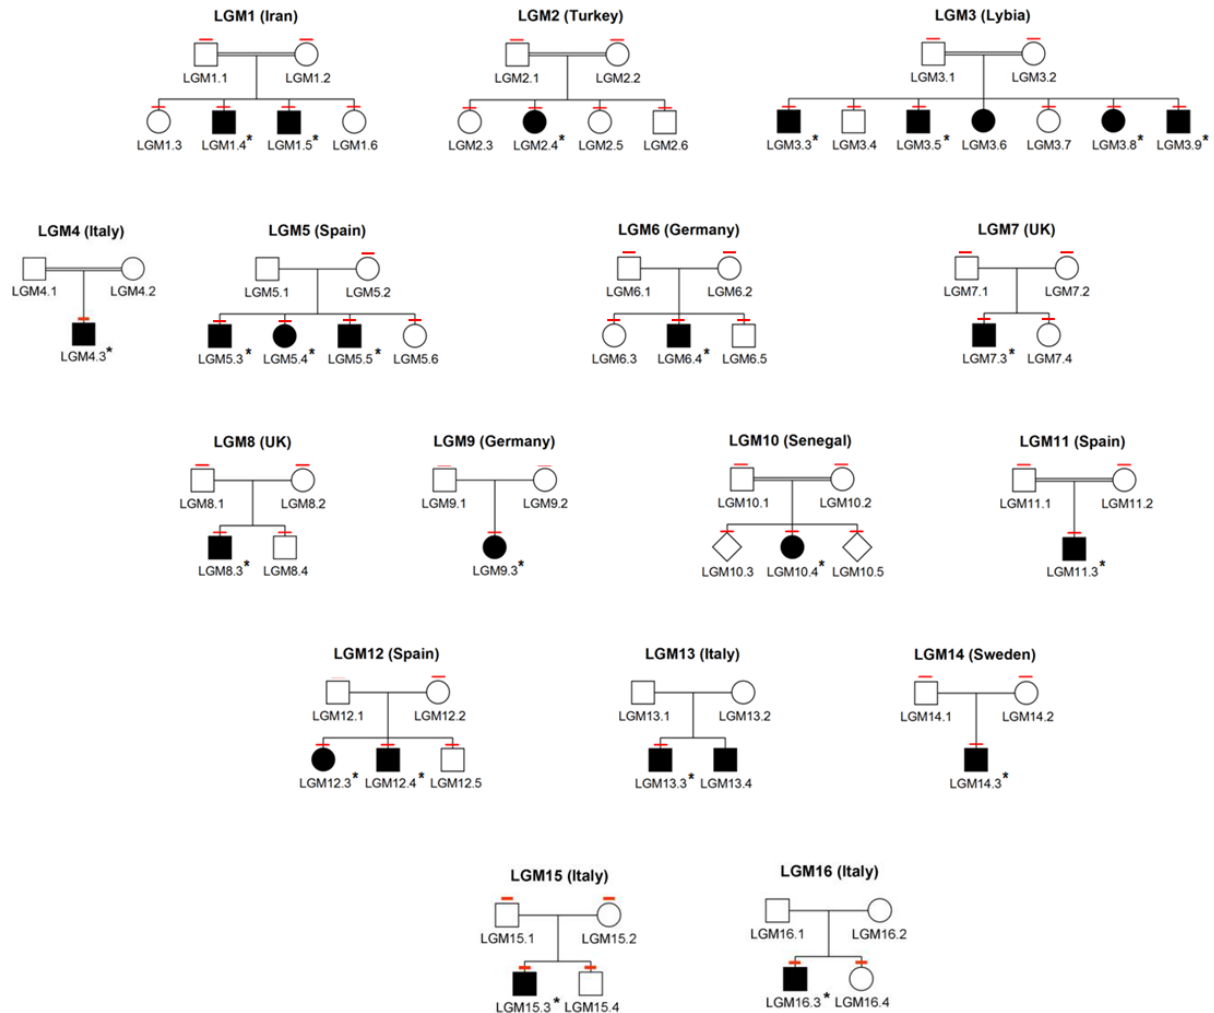 LGM1 (Iran) LGM2 (Turkey) LGM3 (Lybia)
LGM1.1 LGM1.2 LGM2.1 LGM2.2 LGM3.1 LGM3.2
LGM1.3 LGM1.4* LGM1.5* LGM1.6 LGM2.3 LGM2.4* LGM2.5 LGM2.6 LGM3.3* LGM3.4 LGM3.5* LGM3.6 LGM3.7 LGM3.8* LGM3.9*
LGM4 (Italy) LGM5 (Spain) LGM6 (Germany) LGM7 (UK)
LGM4.1 LGM4.2 LGM5.1 LGM5.2 LGM6.1 LGM6.2 LGM7.1 LGM7.2
LGM4.3* LGM5.3* LGM5.4* LGM5.5* LGM5.6 LGM6.3 LGM6.4* LGM6.5 LGM7.3* LGM7.4
LGM8 (UK) LGM9 (Germany) LGM10 (Senegal) LGM11 (Spain)
LGM8.1 LGM8.2 LGM9.1 LGM9.2 LGM10.1 LGM10.2 LGM11.1 LGM11.2
LGM8.3* LGM8.4 LGM9.3* LGM10.3 LGM10.4* LGM10.5 LGM11.3*
LGM12 (Spain) LGM13 (Italy) LGM14 (Sweden)
LGM12.1 LGM12.2 LGM13.1 LGM13.2 LGM14.1 LGM14.2
LGM12.3* LGM12.4* LGM12.5 LGM13.3* LGM13.4 LGM14.3*
LGM15 (Italy) LGM16 (Italy)
LGM15.1 LGM15.2 LGM16.1 LGM16.2
LGM15.3* LGM15.4 LGM16.3* LGM16.4